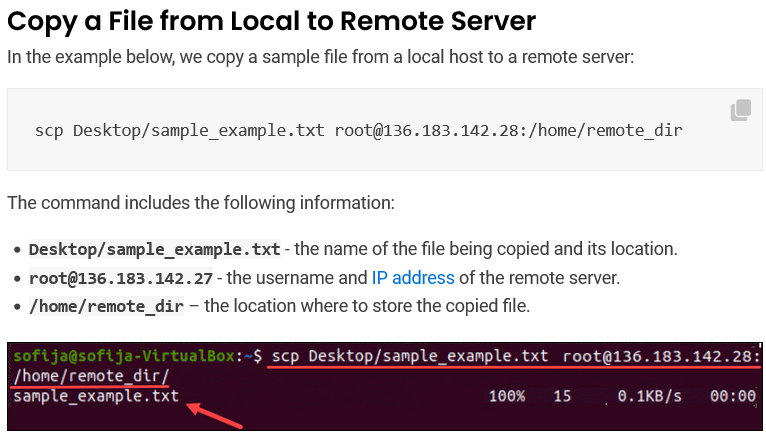 Copy a File from Local to Remote Server
In the example below, we copy a sample file from a local host to a remote server:
scp Desktop/sample_example.txt root@136.183.142.28:/home/remote_dir
The command includes the following information:
• Desktop/sample_example.txt - the name of the file being copied and its location.
• root@136.183.142.27 - the username and IP address of the remote server.
• /home/remote_dir – the location where to store the copied file.
sofija@sofija-VirtualBox:~$ scp Desktop/sample_example.txt root@136.183.142.28:
/home/remote_dir/
sample_example.txt 100% 15 0.1KB/s 00:00